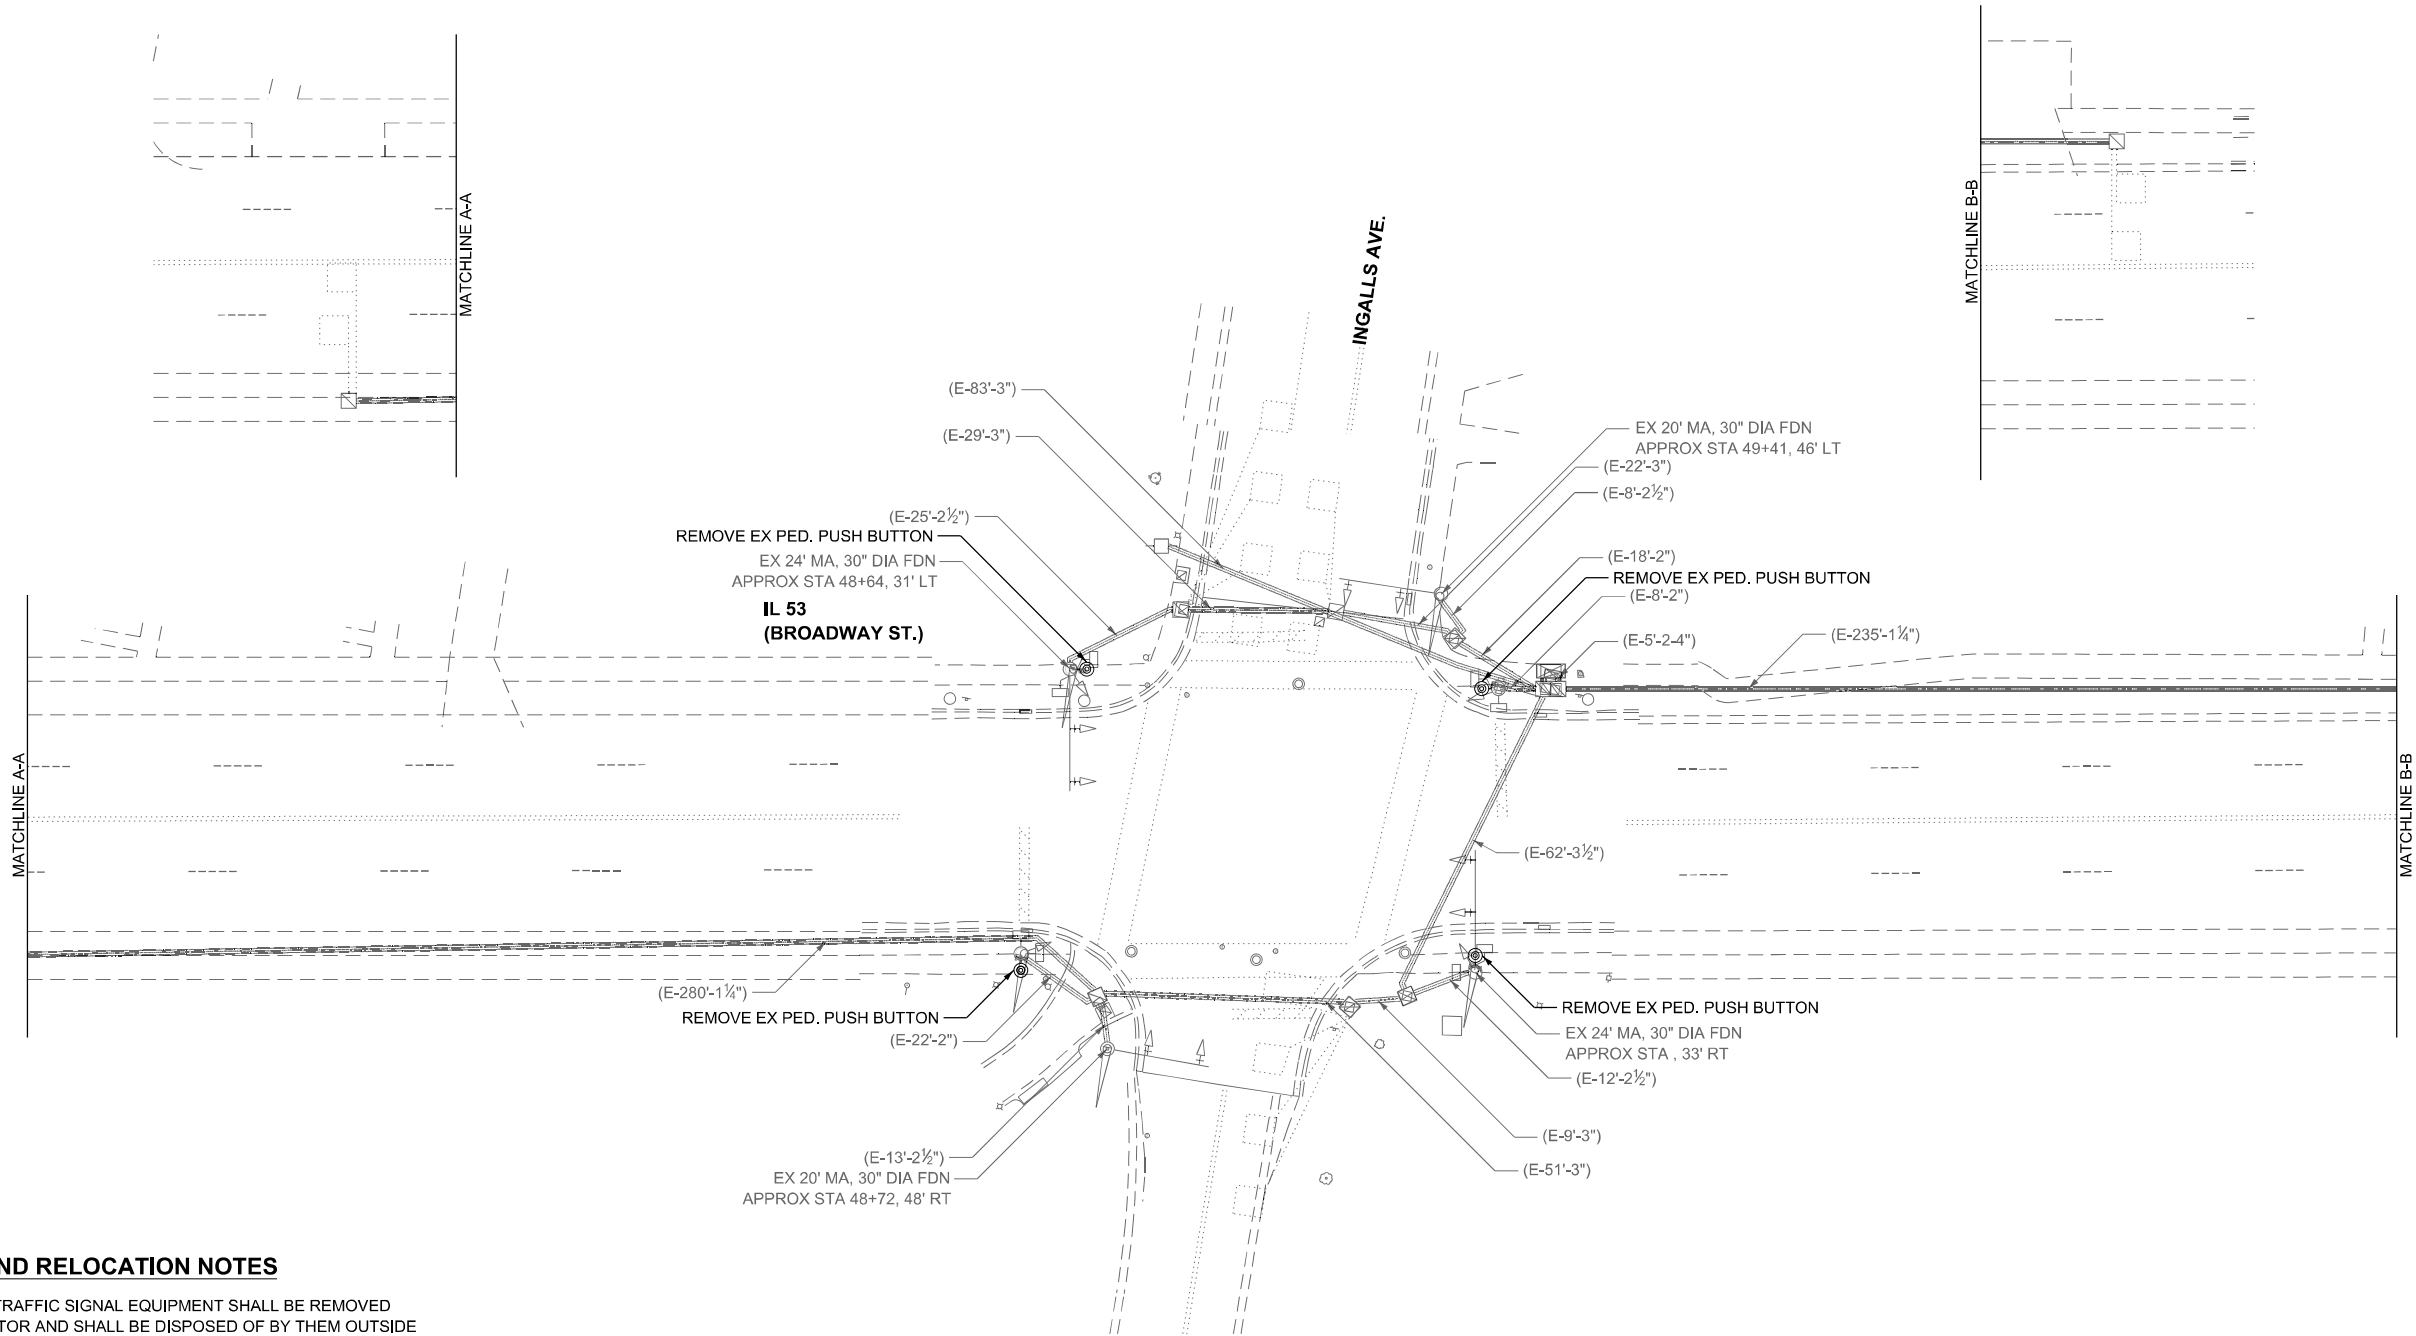 MATCHLINE A-A
MATCHLINE B-B
INGALLS AVE.
(E-83'-3")
(E-29'-3")
EX 20' MA, 30" DIA FDN
APPROX STA 49+41, 46' LT
(E-22'-3")
(E-8'-2½")
(E-25'-2½")
REMOVE EX PED. PUSH BUTTON
EX 24' MA, 30" DIA FDN
APPROX STA 48+64, 31' LT
(E-18'-2")
REMOVE EX PED. PUSH BUTTON
(E-8'-2")
IL 53
(BROADWAY ST.)
(E-5'-2-4")
(E-235'-1¼")
MATCHLINE A-A
MATCHLINE B-B
(E-62'-3½")
(E-280'-1¼")
REMOVE EX PED. PUSH BUTTON
(E-22'-2")
REMOVE EX PED. PUSH BUTTON
EX 24' MA, 30" DIA FDN
APPROX STA , 33' RT
(E-12'-2½")
(E-9'-3")
(E-51'-3")
(E-13'-2½")
EX 20' MA, 30" DIA FDN
APPROX STA 48+72, 48' RT
ND RELOCATION NOTES
TRAFFIC SIGNAL EQUIPMENT SHALL BE REMOVED
TOR AND SHALL BE DISPOSED OF BY THEM OUTSIDE